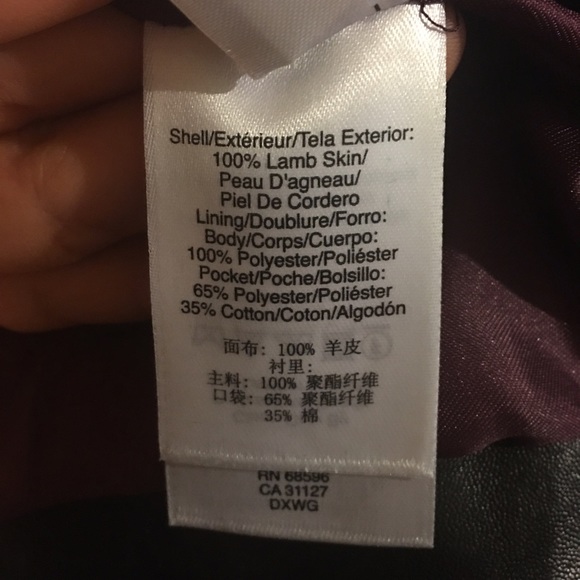 Shell/Extérieur/Tela Exterior:
100% Lamb Skin/
Peau D'agneau/
Piel De Cordero
Lining/Doublure/Forro:
Body/Corps/Cuerpo:
100% Polyester/Poliéster
Pocket/Poche/Bolsillo:
65% Polyester/Poliéster
35% Cotton/Coton/Algodón
面布: 100% 羊皮
衬里:
主料: 100% 聚酯纤维
口袋: 65% 聚酯纤维
35% 棉
RN 68596
CA 31127
DXWG